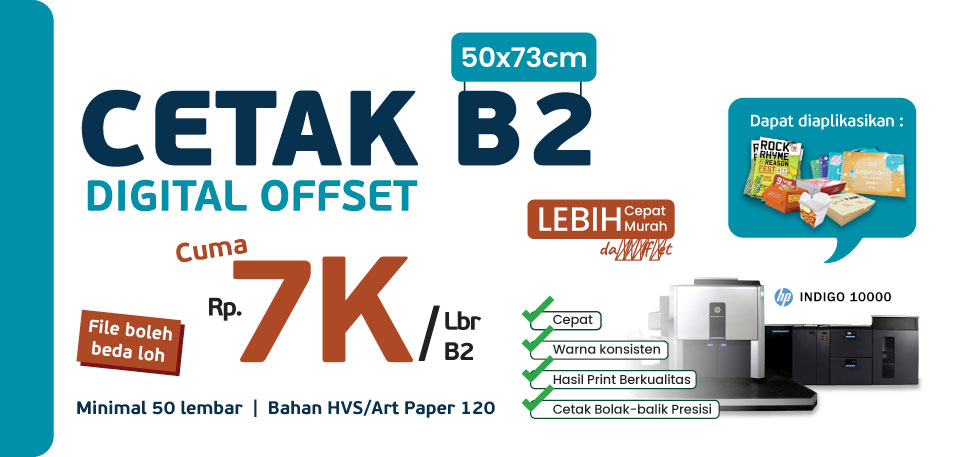 50x73cm
CETAK B2
DIGITAL OFFSET
Dapat diaplikasikan :
ROCK
RHYME
& REASON
FEST
LEBIH Cepat
Murah
Cuma
Rp. 7K / Lbr
B2
File boleh
beda loh
hp INDIGO 10000
Cepat
Warna konsisten
Hasil Print Berkualitas
Cetak Bolak-balik Presisi
Minimal 50 lembar | Bahan HVS/Art Paper 120